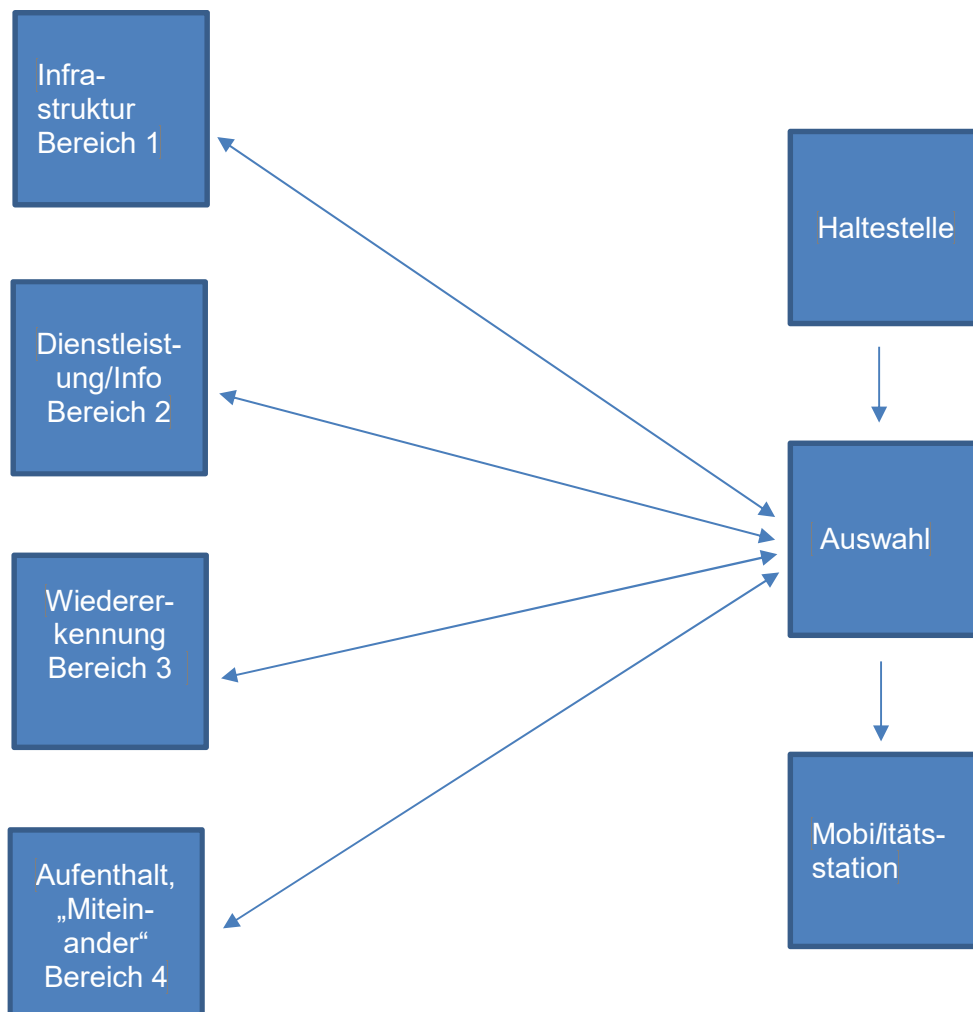 Infra-
struktur
Bereich 1
Dienstleist-
ung/Info
Bereich 2
Wiederer-
kennung
Bereich 3
Aufenthalt,
„Mitein-
ander“
Bereich 4
Haltestelle
Auswahl
Mobilitäts-
station